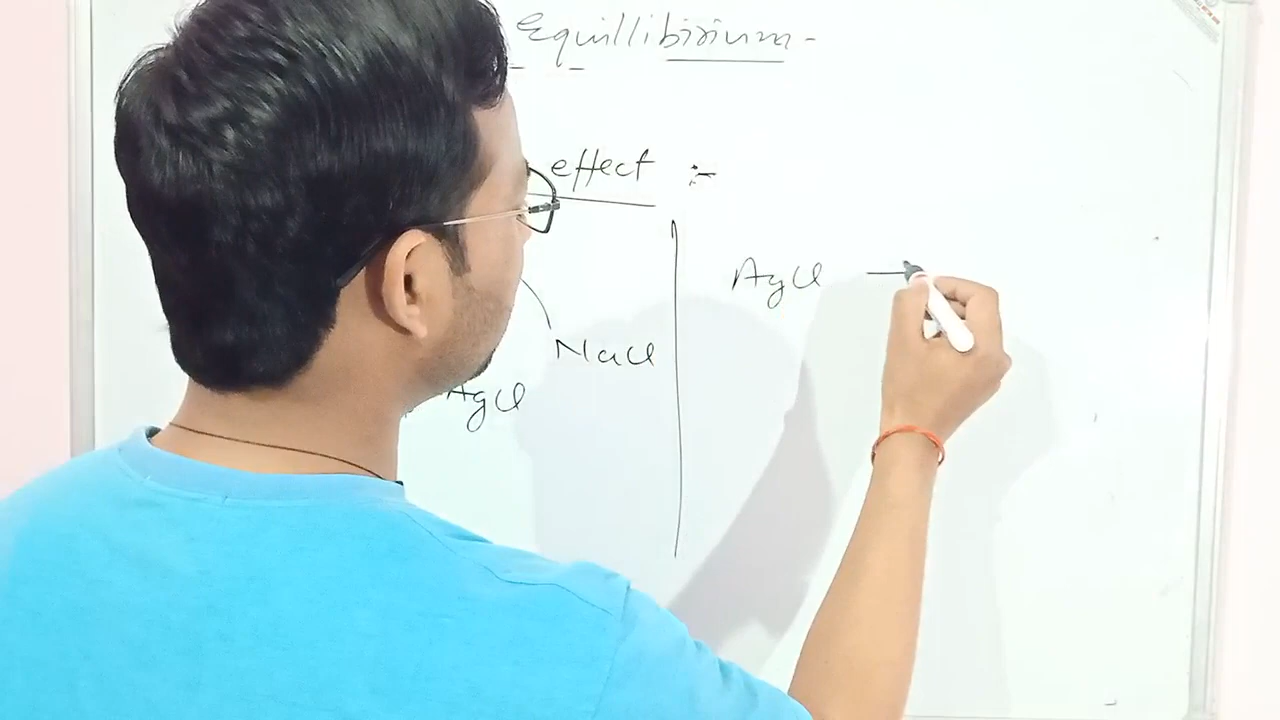 Equillibirium -
effect :-
AgCl —
NaCl
AgCl